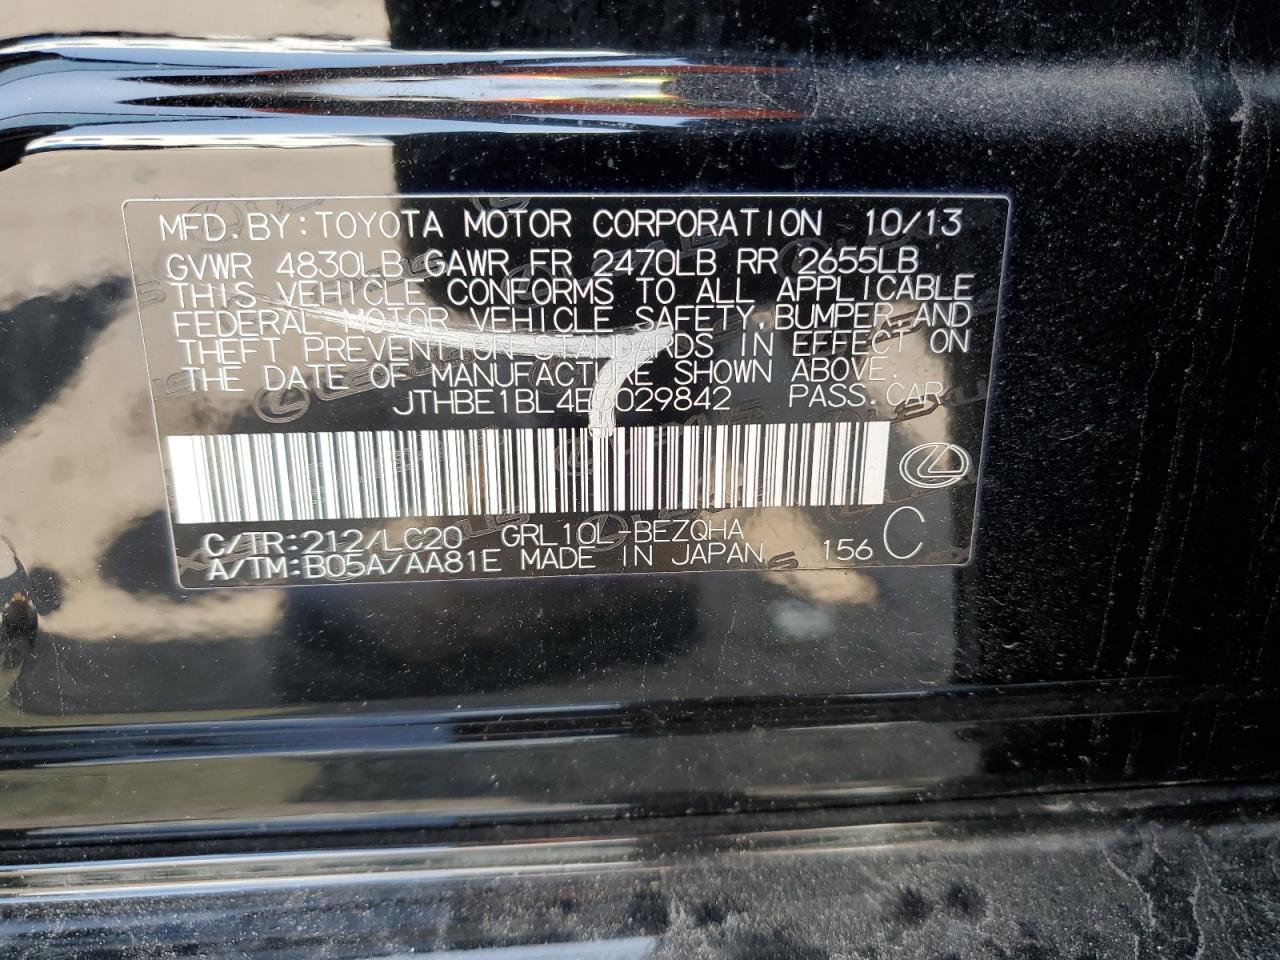 MFD. BY: TOYOTA MOTOR CORPORATION 10/13
GVWR 4830LB GAWR FR 2470LB RR 2655LB
THIS VEHICLE CONFORMS TO ALL APPLICABLE
FEDERAL MOTOR VEHICLE SAFETY, BUMPER, AND
THEFT PREVENTION STANDARDS IN EFFECT ON
THE DATE OF MANUFACTURE SHOWN ABOVE.
PASS. CAR
C/TR: 212/LC20 GRL10L-BEZQHA
A/TM: B05A/AA81E MADE IN JAPAN 156 C